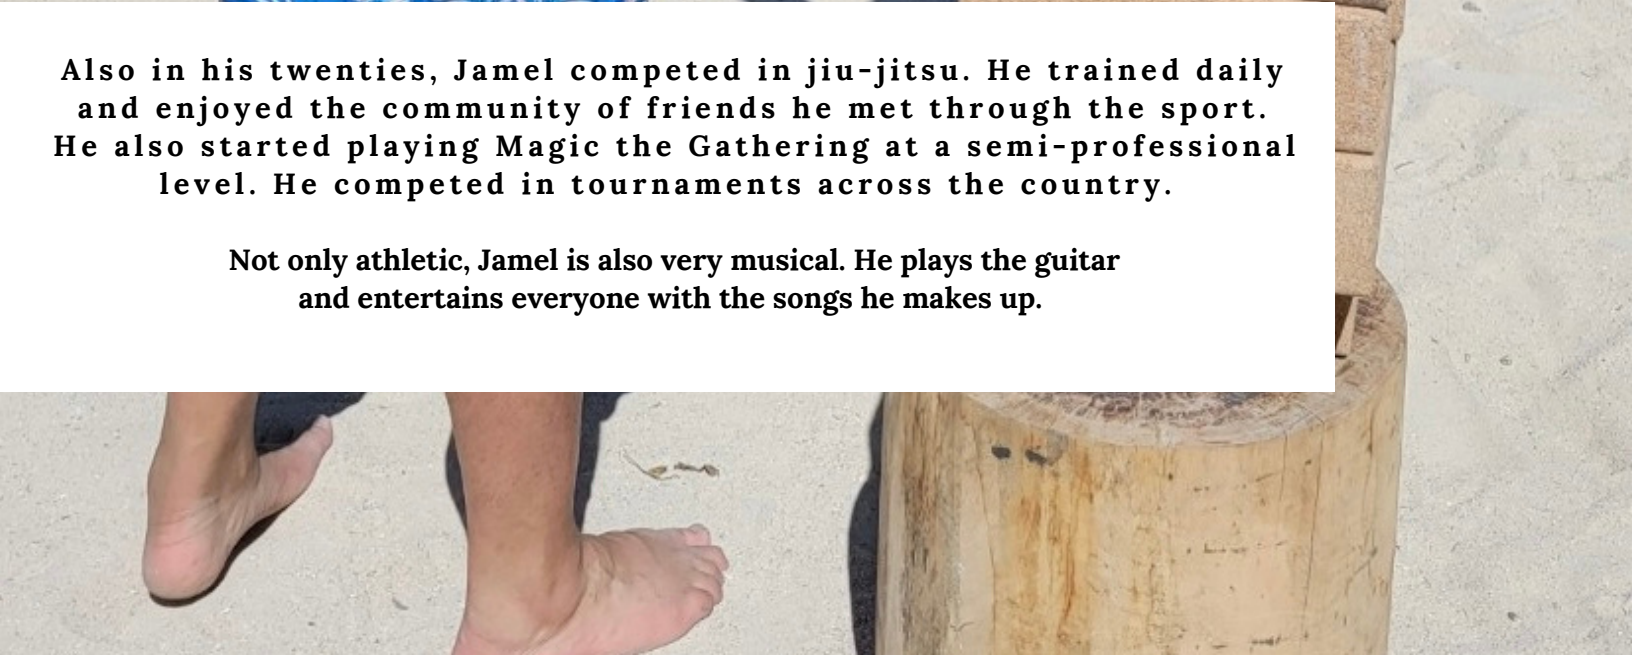 Also in his twenties, Jamel competed in jiu-jitsu. He trained daily
and enjoyed the community of friends he met through the sport.
He also started playing Magic the Gathering at a semi-professional
level. He competed in tournaments across the country.
Not only athletic, Jamel is also very musical. He plays the guitar
and entertains everyone with the songs he makes up.